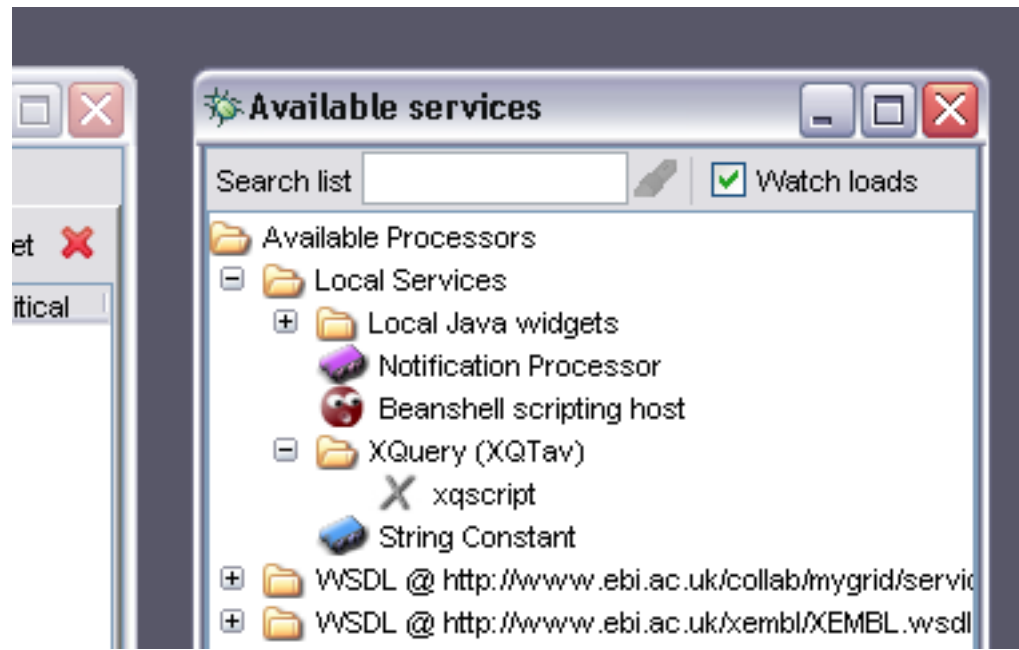 Available services
Search list Watch loads
et
itical
Available Processors
Local Services
Local Java widgets
Notification Processor
Beanshell scripting host
XQuery (XQTav)
xqscript
String Constant
WSDL @ http://www.ebi.ac.uk/collab/mygrid/servic
WSDL @ http://www.ebi.ac.uk/xembl/XEMBL.wsdl